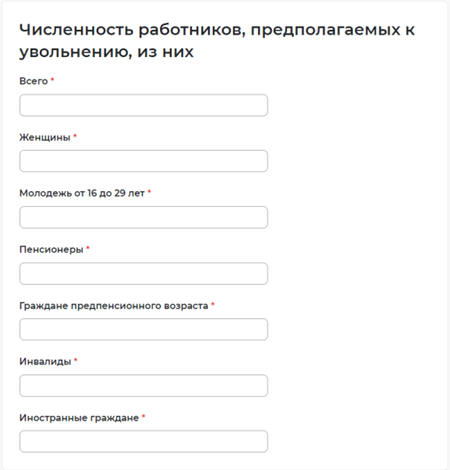 Численность работников, предполагаемых к
увольнению, из них
Всего *
Женщины *
Молодежь от 16 до 29 лет *
Пенсионеры *
Граждане предпенсионного возраста *
Инвалиды *
Иностранные граждане *